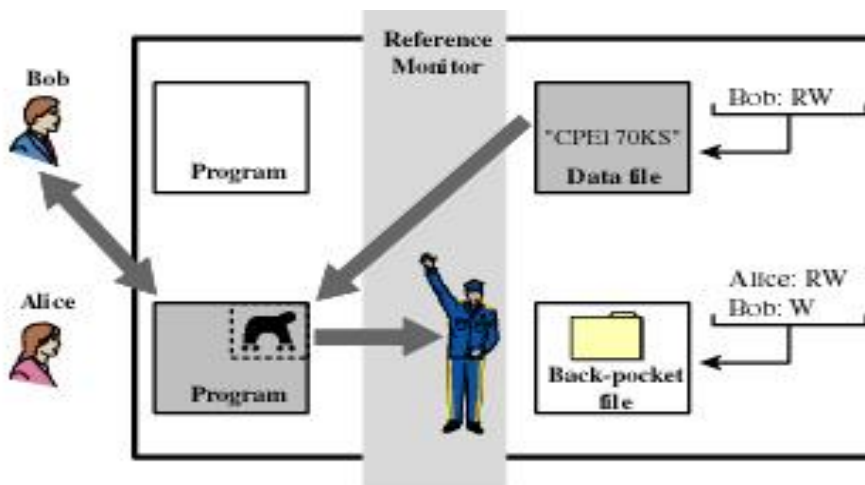 Reference
Monitor
Bob
Program
"CPE170KS"
Data file
Bob: RW
Alice
Program
Alice: RW
Bob: W
Back-pocket
file